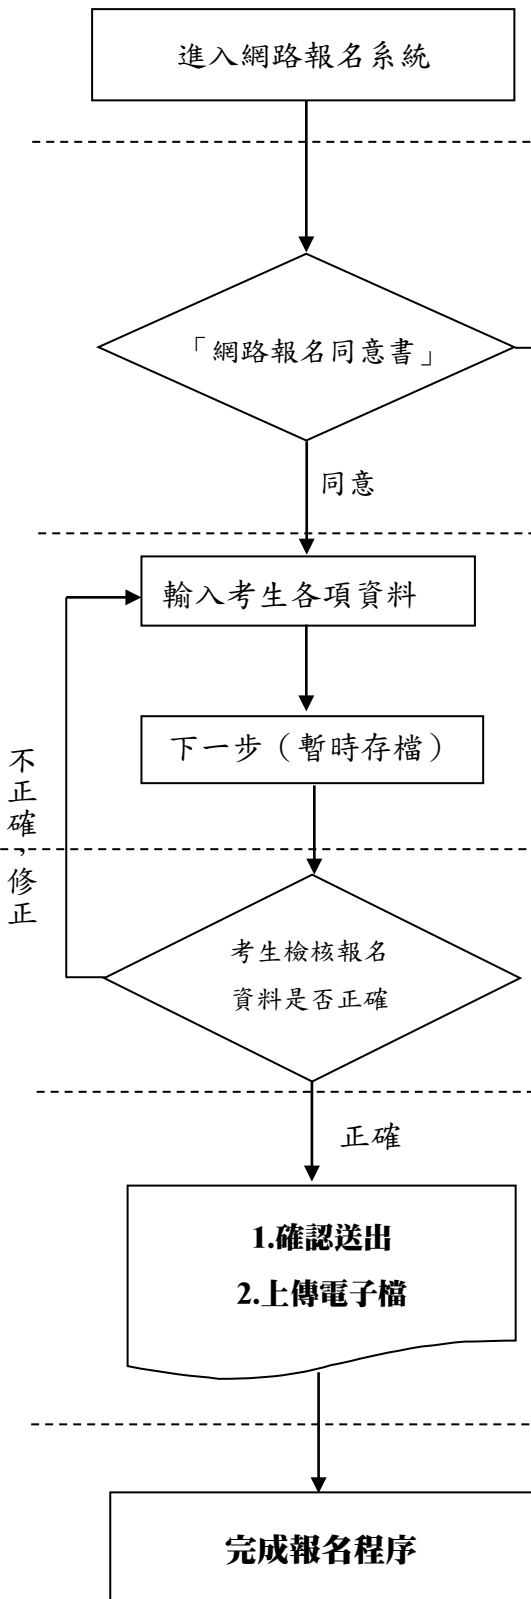 進入網路報名系統
「網路報名同意書」
同意
輸入考生各項資料
下一步（暫時存檔）
不正確，修正
考生檢核報名
資料是否正確
正確
1.確認送出
2.上傳電子檔
完成報名程序